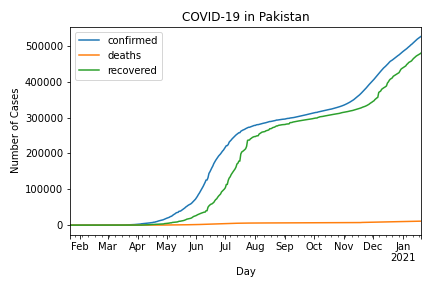 COVID-19 in Pakistan
confirmed
deaths
recovered
Number of Cases
500000
400000
300000
200000
100000
0
Feb Mar Apr May Jun Jul Aug Sep Oct Nov Dec Jan
2021
Day